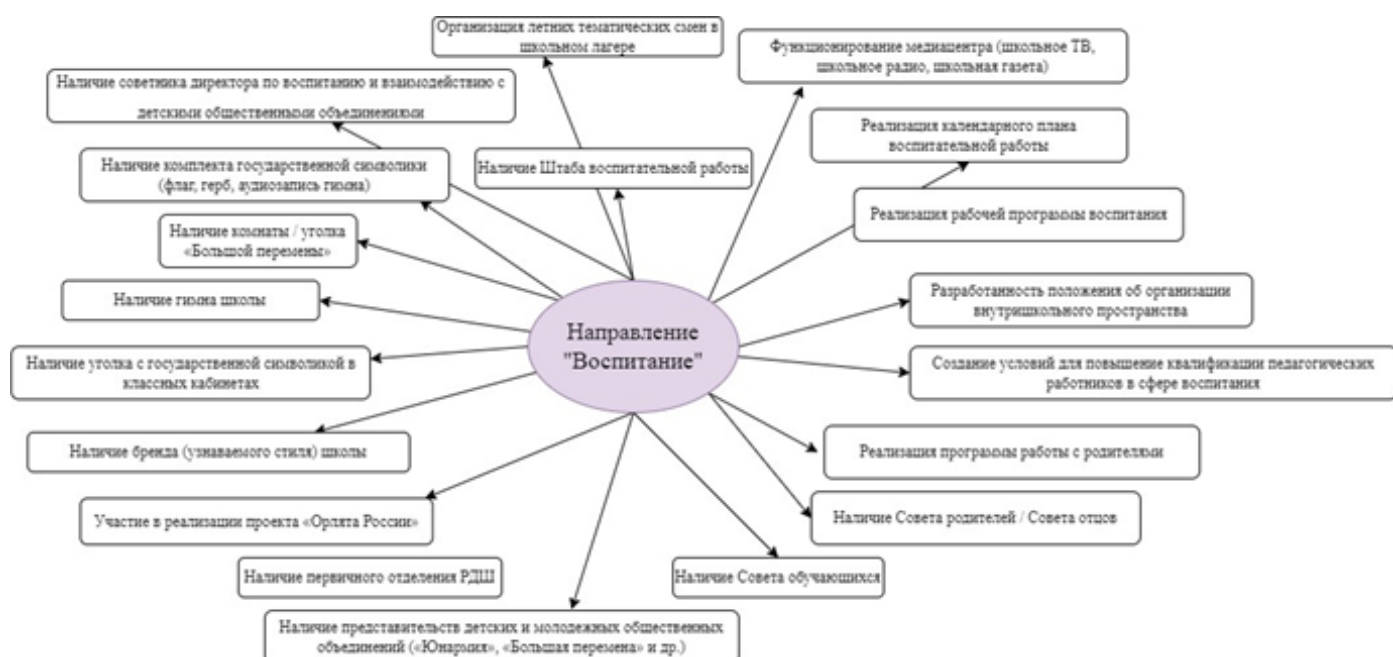 Организация летних тематических смен в
школьном лагере
Функционирование медиацентра (школьное ТВ,
школьное радио, школьная газета)
Наличие советника директора по воспитанию и взаимодействию с
детскими общественными объединениями
Реализация календарного плана
воспитательной работы
Наличие комплекта государственной символики
(флаг, герб, аудиозапись гимна)
Наличие Штаба воспитательной работы
Реализация рабочей программы воспитания
Наличие комнаты / уголка
«Большой перемены»
Наличие гимна школы
Разработанность положения об организации
внутришкольного пространства
Направление
"Воспитание"
Наличие уголка с государственной символикой в
классных кабинетах
Создание условий для повышение квалификации педагогических
работников в сфере воспитания
Наличие бренда (узнаваемого стиля) школы
Реализация программы работы с родителями
Участие в реализации проекта «Орлята России»
Наличие Совета родителей / Совета отцов
Наличие первичного отделения РДШ
Наличие Совета обучающихся
Наличие представительств детских и молодежных общественных
объединений («Юнармия», «Большая перемена» и др.)